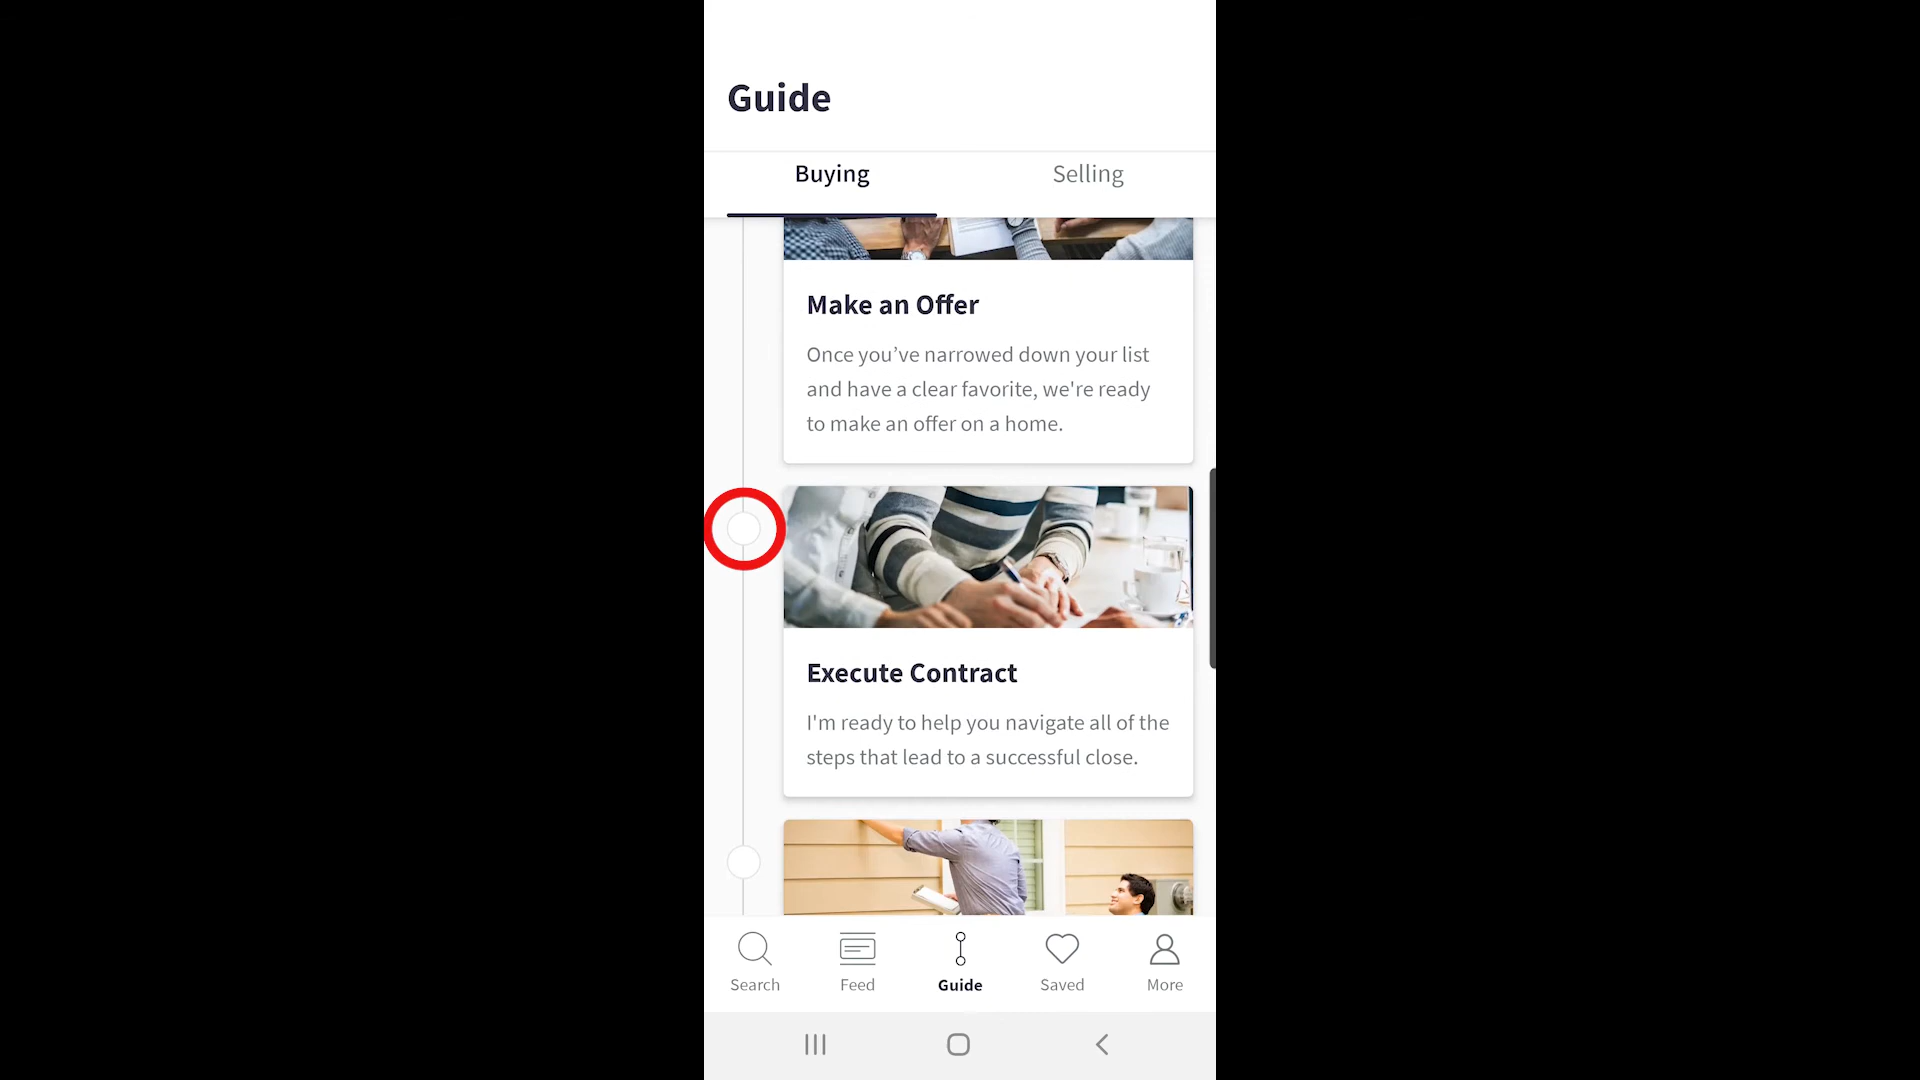 Guide
Buying
Selling
Make an Offer
Once you’ve narrowed down your list
and have a clear favorite, we're ready
to make an offer on a home.
Execute Contract
I'm ready to help you navigate all of the
steps that lead to a successful close.
Search
Feed
Guide
Saved
More